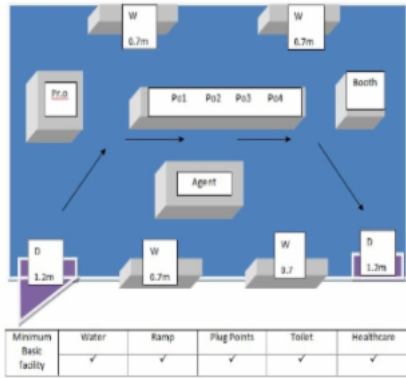 W W
0.7m 0.7m
Pr.o Po1 Po2 Po3 Po4 Booth
Agent
D W W D
1.2m 0.7m 0.7 1.2m
Minimum Basic facility Water Ramp Plug Points Toilet Healthcare
✓ ✓ ✓ ✓ ✓